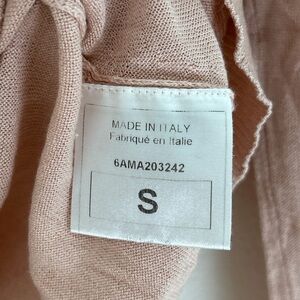 MADE IN ITALY
Fabriqué en Italie
6AMA203242
S